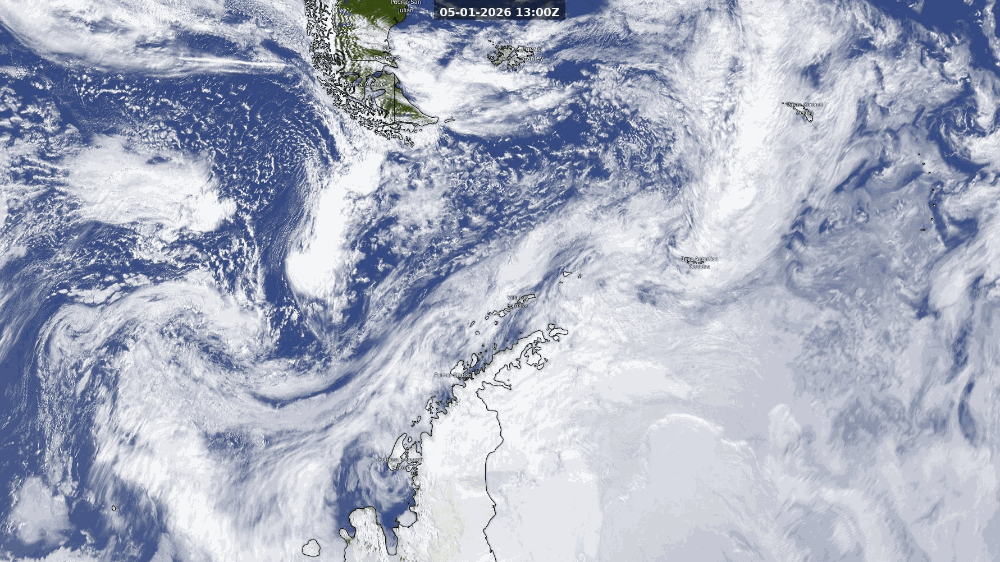 Puerto San
Julián
05-01-2026 13:00Z
Río
Gallegos
Puerto
Stanley
Punta Arenas
Punta Coronel
Zelaya
Base Antártica
Orcadas
Villa Las
Estrellas
Palmer Station
Rothera Research
Station